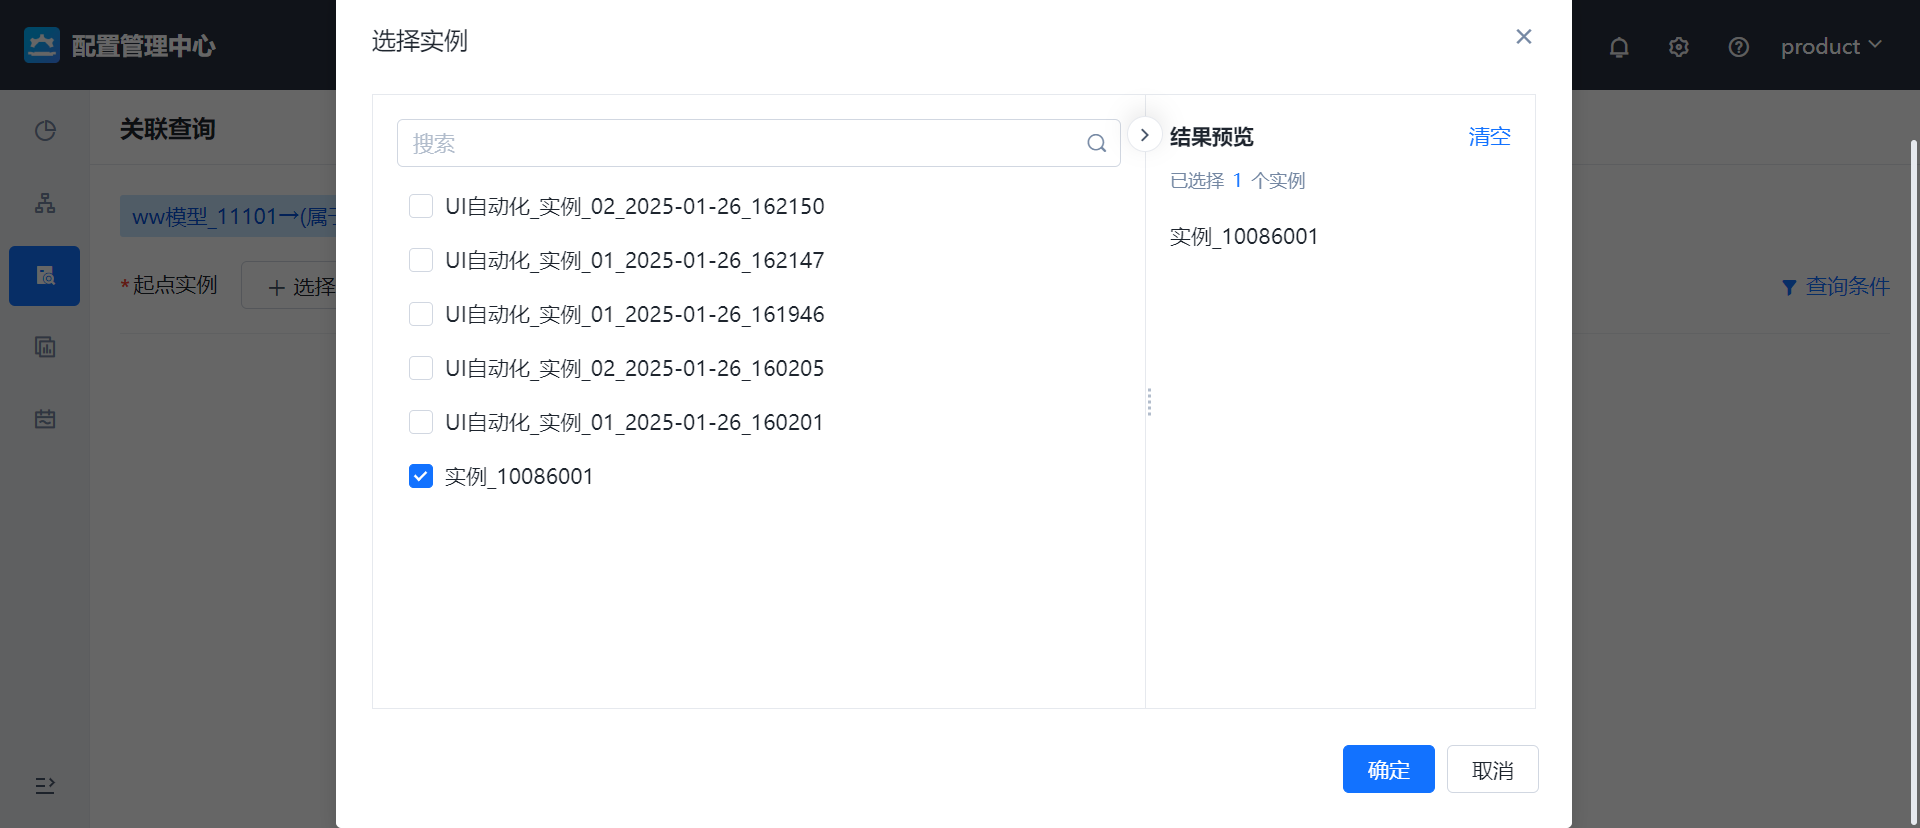 配置管理中心
product
关联查询
ww模型_11101→(属于
*起点实例
选择
查询条件
选择实例
搜索
UI自动化_实例_02_2025-01-26_162150
UI自动化_实例_01_2025-01-26_162147
UI自动化_实例_01_2025-01-26_161946
UI自动化_实例_02_2025-01-26_160205
UI自动化_实例_01_2025-01-26_160201
实例_10086001
结果预览
清空
已选择 1 个实例
实例_10086001
确定
取消